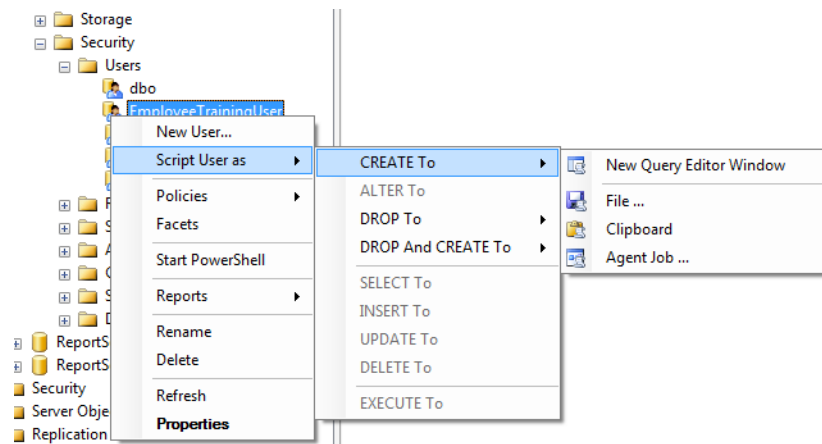 Storage
Security
Users
dbo
EmployeeTrainingUser
New User...
Script User as
Policies
Facets
Start PowerShell
Reports
Rename
Delete
Refresh
Properties
CREATE To
ALTER To
DROP To
DROP And CREATE To
SELECT To
INSERT To
UPDATE To
DELETE To
EXECUTE To
New Query Editor Window
File ...
Clipboard
Agent Job ...
ReportS
ReportS
Security
Server Obje
Replication